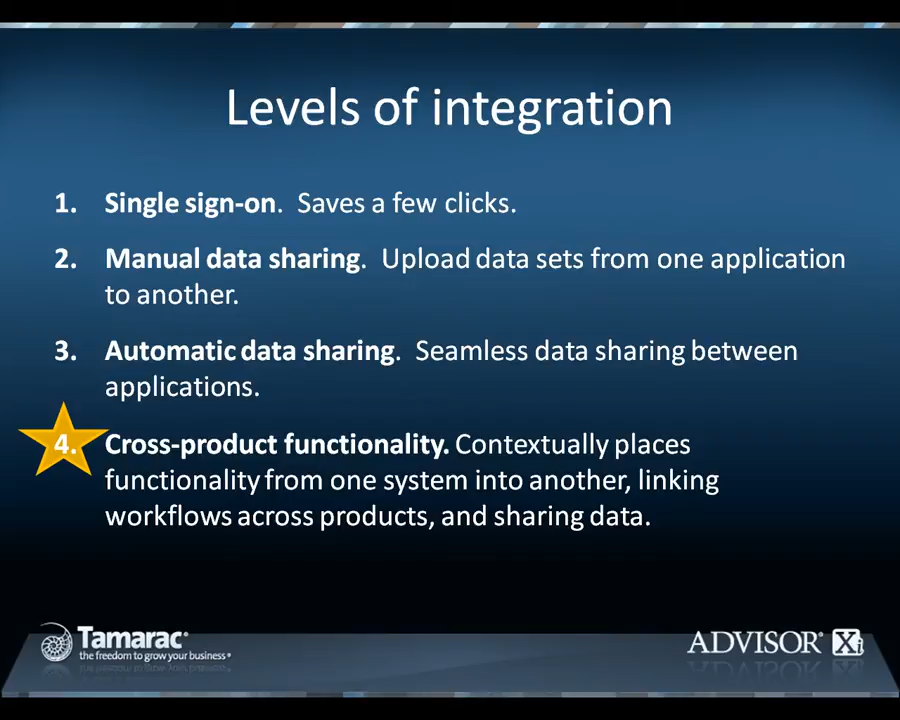 Levels of integration
1. Single sign-on. Saves a few clicks.
2. Manual data sharing. Upload data sets from one application
to another.
3. Automatic data sharing. Seamless data sharing between
applications.
4. Cross-product functionality. Contextually places
functionality from one system into another, linking
workflows across products, and sharing data.
Tamarac®
the freedom to grow your business®
ADVISOR® Xi